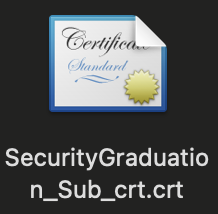 Certificate
Standard
SecurityGraduatio
n_Sub_crt.crt